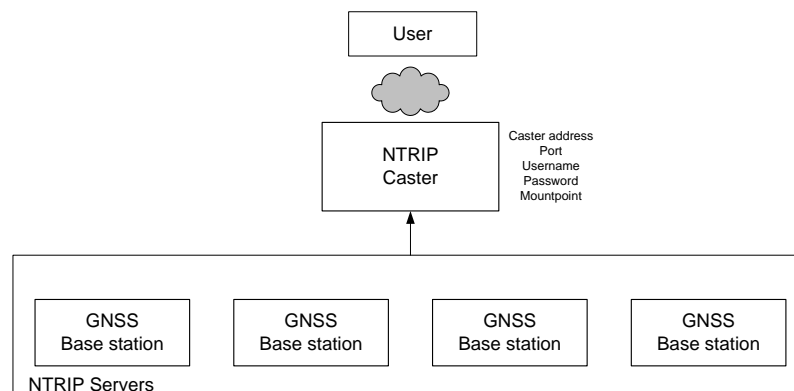 User
NTRIP
Caster
Caster address
Port
Username
Password
Mountpoint
GNSS
Base station
GNSS
Base station
GNSS
Base station
GNSS
Base station
NTRIP Servers